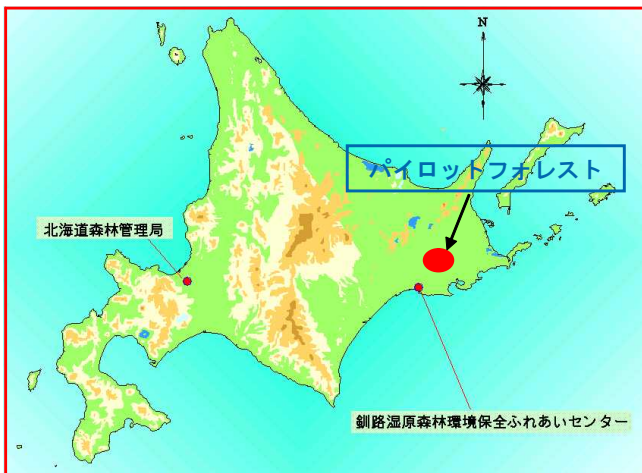 N
パイロットフォレスト
北海道森林管理局
釧路湿原森林環境保全ふれあいセンター